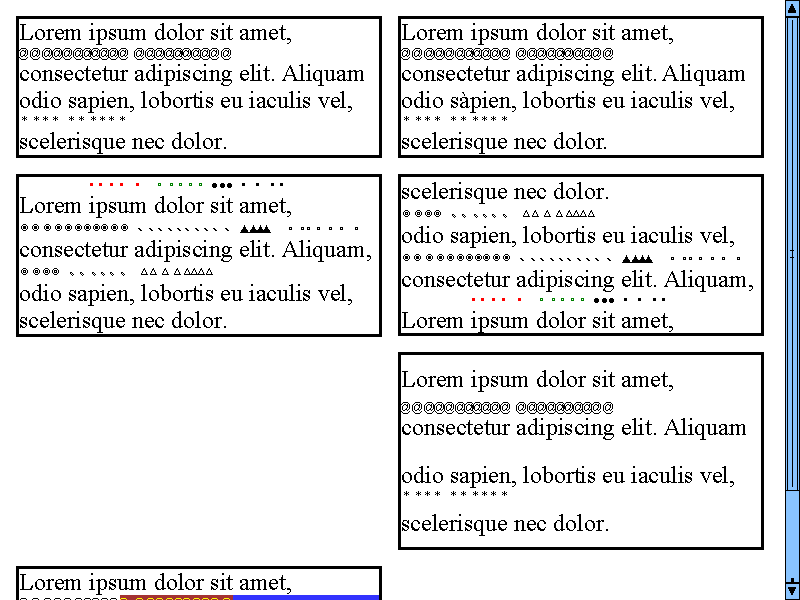 Lorem ipsum dolor sit amet,
consectetur adipiscing elit. Aliquam
odio sapien, lobortis eu iaculis vel,
scelerisque nec dolor.
Lorem ipsum dolor sit amet,
consectetur adipiscing elit. Aliquam
odio sàpien, lobortis eu iaculis vel,
scelerisque nec dolor.
Lorem ipsum dolor sit amet,
consectetur adipiscing elit. Aliquam,
odio sapien, lobortis eu iaculis vel,
scelerisque nec dolor.
scelerisque nec dolor.
odio sapien, lobortis eu iaculis vel,
consectetur adipiscing elit. Aliquam,
Lorem ipsum dolor sit amet,
Lorem ipsum dolor sit amet,
consectetur adipiscing elit. Aliquam
odio sapien, lobortis eu iaculis vel,
scelerisque nec dolor.
Lorem ipsum dolor sit amet,